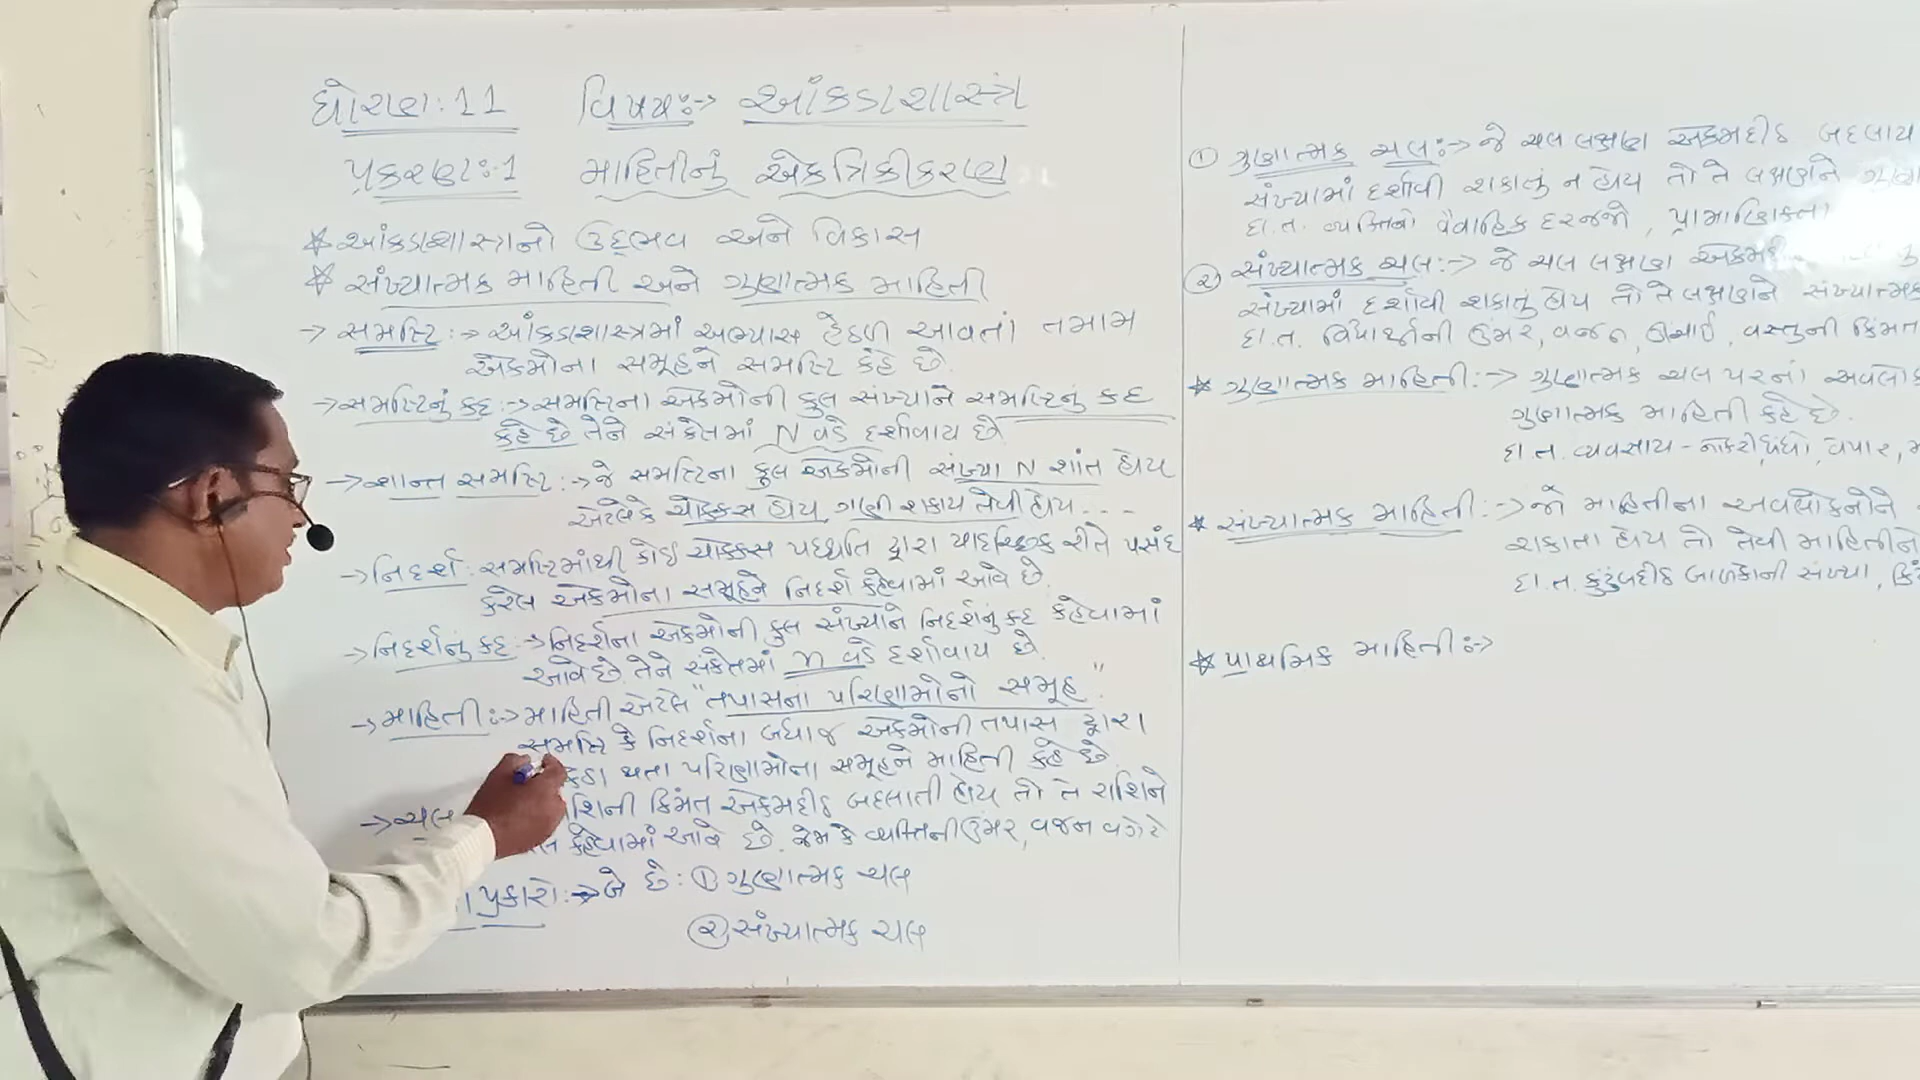 ધોરણ:11 વિષય:→ આંકડાશાસ્ત્ર
પ્રકરણ:-1 માહિતીનું એકત્રિકીકરણ
* આંકડાશાસ્ત્રનો ઉદ્ભવ અને વિકાસ
* સંખ્યાત્મક માહિતી અને ગુણાત્મક માહિતી
→ સમષ્ટિ:→ આંકડાશાસ્ત્રમાં અભ્યાસ હેઠળ આવતાં તમામ
એકમોના સમૂહને સમષ્ટિ કહે છે.
→ સમષ્ટિનું કદ:→ સમષ્ટિના એકમોની કુલ સંખ્યાને સમષ્ટિનું કદ
કહે છે તેને સંકેતમાં N વડે દર્શાવાય છે
→ શાન્ત સમષ્ટિ:→ જે સમષ્ટિના કુલ એકમોની સંખ્યા N શાંત હોય
એટલેકે ચોક્કસ હોય, ગણી શકાય તેવી હોય - - -
→ નિદર્શ: સમષ્ટિમાંથી કોઇ ચોક્કસ પધ્ધતિ દ્વારા યાદચ્છિક રીતે પસંદ
કરેલ એકમોના સમૂહને નિદર્શ કહેવામાં આવે છે.
→ નિદર્શનું કદ:→ નિદર્શના એકમોની કુલ સંખ્યાને નિદર્શનું કદ કહેવામાં
આવે છે. તેને સંકેતમાં n વડે દર્શાવાય છે.
→ માહિતી:→ માહિતી એટલે "તપાસના પરિણામોનો સમૂહ"
સમષ્ટિ કે નિદર્શના બધાજ એકમોની તપાસ દ્વારા
થતા પરિણામોના સમૂહને માહિતી કહે છે.
→ ચલ કિંમત એકમદીઠ બદલાતી હોય તો તે રાશિને
કહેવામાં આવે છે. જેમ કે વ્યક્તિની ઉંમર, વજન વગેરે
પ્રકારો:→ બે છે: ① ગુણાત્મક ચલ
② સંખ્યાત્મક ચલ
① ગુણાત્મક ચલ:→ જે ચલ લક્ષણ એકમદીઠ બદલાય
સંખ્યામાં દર્શાવી શકાતું ન હોય તો તે લક્ષણને
દા.ત. વ્યક્તિનો વૈવાહિક દરજજો, પ્રામાણિકતા
② સંખ્યાત્મક ચલ:→ જે ચલ લક્ષણ એકમદી
સંખ્યામાં દર્શાવી શકાતું હોય તો તે લક્ષણને સંખ્યાત્મક
દા.ત. વિદ્યાર્થીની ઉંમર, વજન, ઊંચાઈ, વસ્તુની કિંમત
* ગુણાત્મક માહિતી:→ ગુણાત્મક ચલ પરનાં
ગુણાત્મક માહિતી કહે છે.
દા.ત. વ્યવસાય - નોકરી, ધંધો, વેપાર,
* સંખ્યાત્મક માહિતી:→ જો માહિતીના અવલોકનોને
શકાતા હોય તો તેવી માહિતીને
દા.ત. કુટુંબદીઠ બાળકોની સંખ્યા,
* પ્રાથમિક માહિતી:→